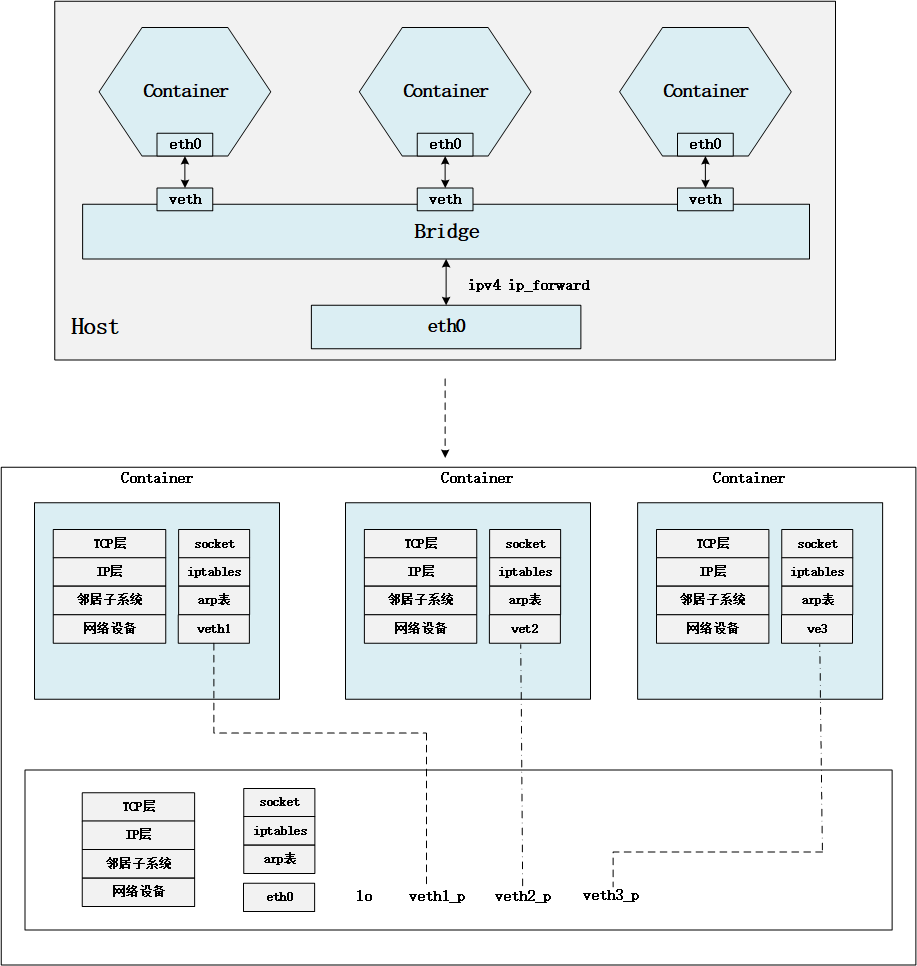 Container Container Container
eth0 eth0 eth0
veth veth veth
Bridge
ipv4 ip_forward
Host
eth0
Container Container Container
TCP层 socket TCP层 socket TCP层 socket
IP层 iptables IP层 iptables IP层 iptables
邻居子系统 arp表 邻居子系统 arp表 邻居子系统 arp表
网络设备 veth1 网络设备 vet2 网络设备 ve3
TCP层 socket
IP层 iptables
邻居子系统 arp表
网络设备 eth0 lo veth1_p veth2_p veth3_p